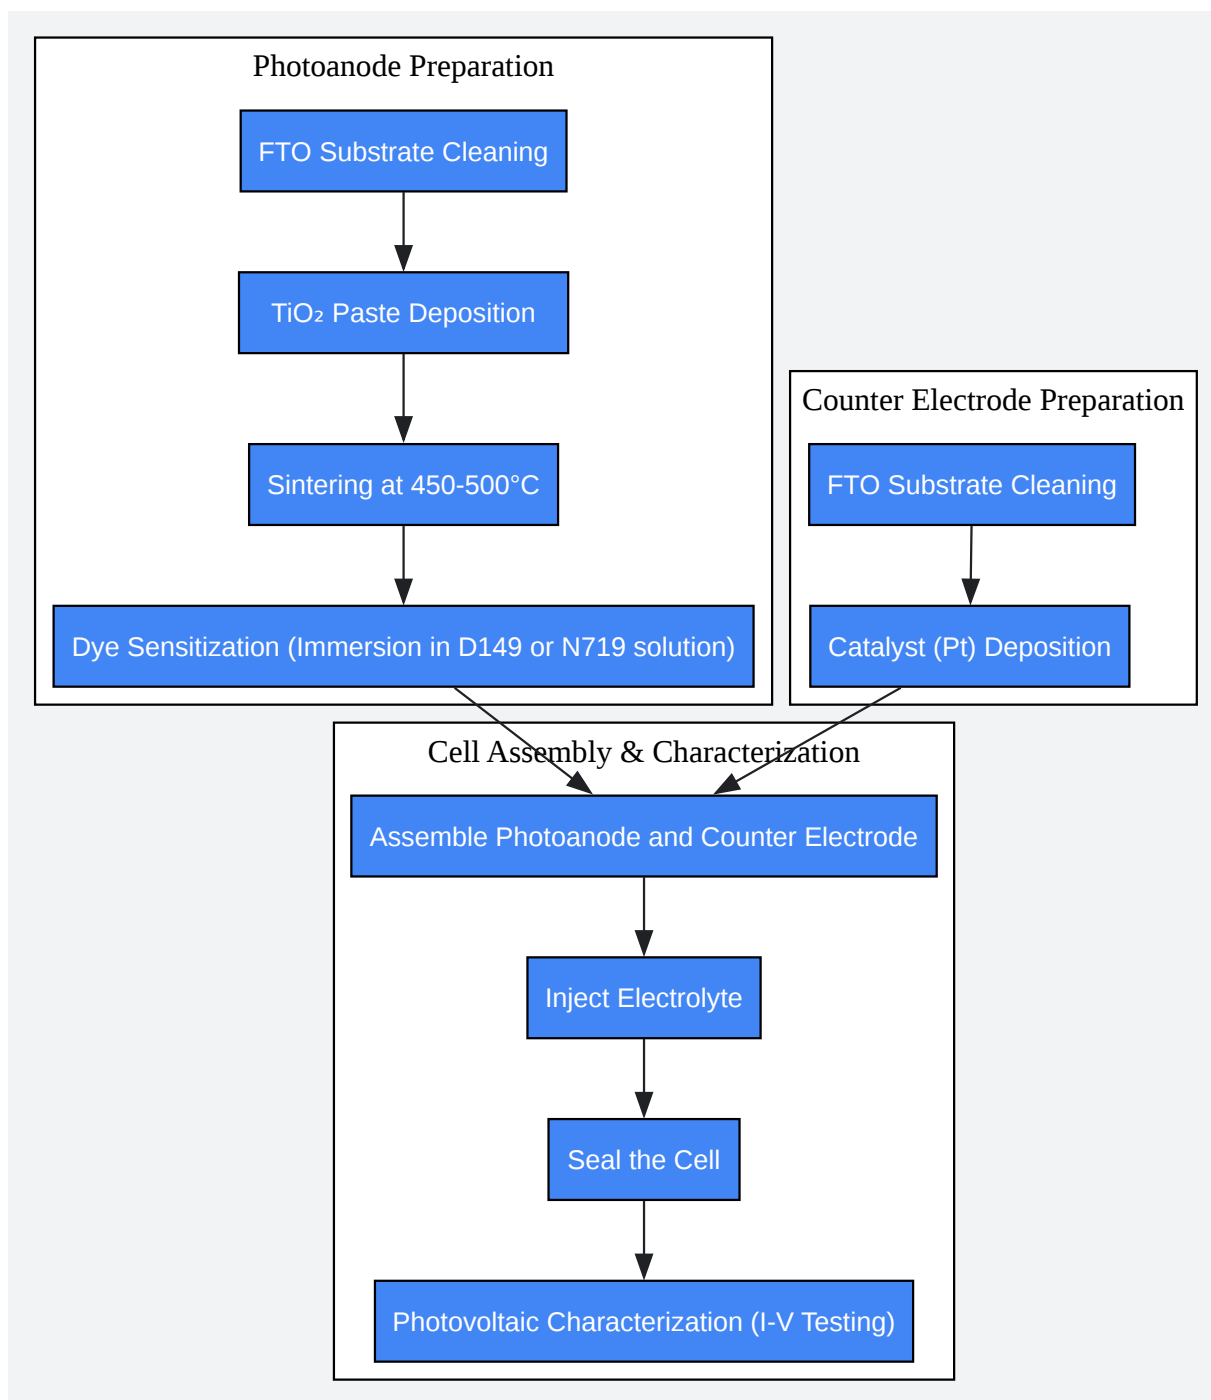 Photoanode Preparation
FTO Substrate Cleaning
TiO₂ Paste Deposition
Sintering at 450-500°C
Dye Sensitization (Immersion in D149 or N719 solution)
Counter Electrode Preparation
FTO Substrate Cleaning
Catalyst (Pt) Deposition
Cell Assembly & Characterization
Assemble Photoanode and Counter Electrode
Inject Electrolyte
Seal the Cell
Photovoltaic Characterization (I-V Testing)